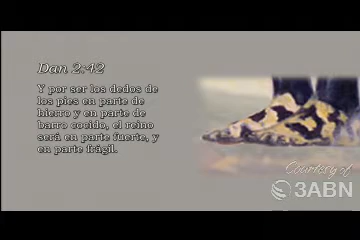 Dan 2:42
Y por ser los dedos de
los pies en parte de
hierro y en parte de
barro cocido, el reino
será en parte fuerte, y
en parte frágil.
Courtesy of
3ABN